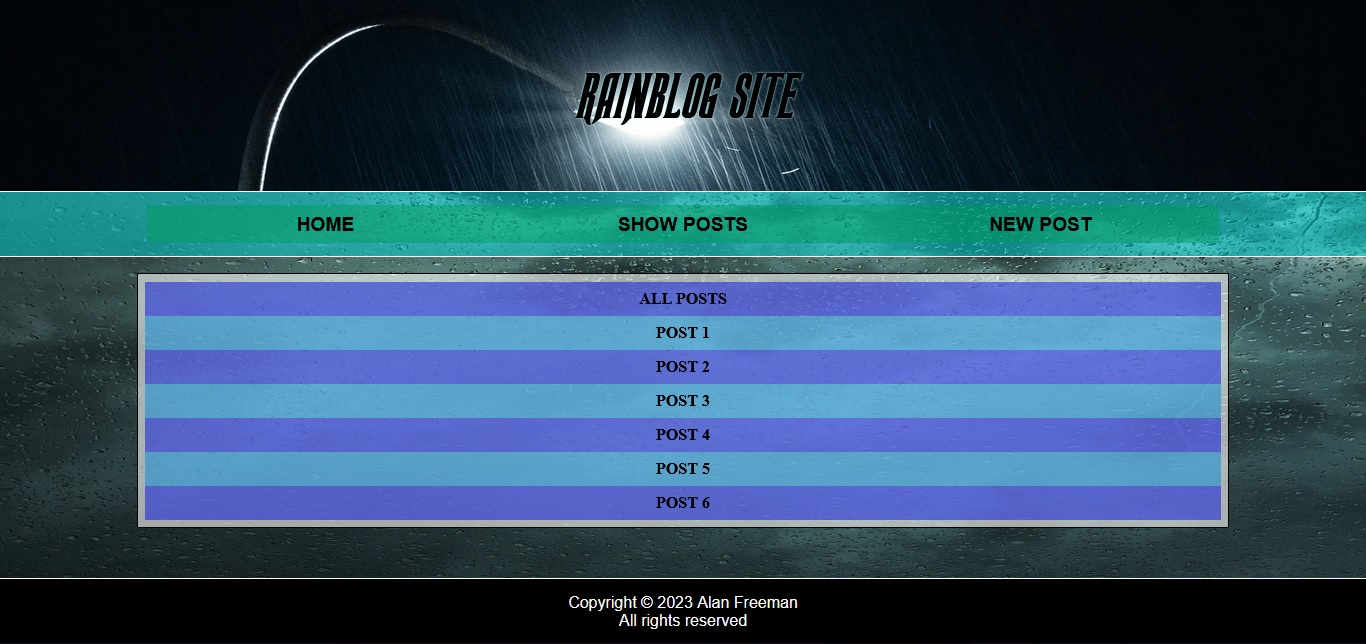 RAINBLOG SITE
HOME SHOW POSTS NEW POST
ALL POSTS
POST 1
POST 2
POST 3
POST 4
POST 5
POST 6
Copyright © 2023 Alan Freeman
All rights reserved